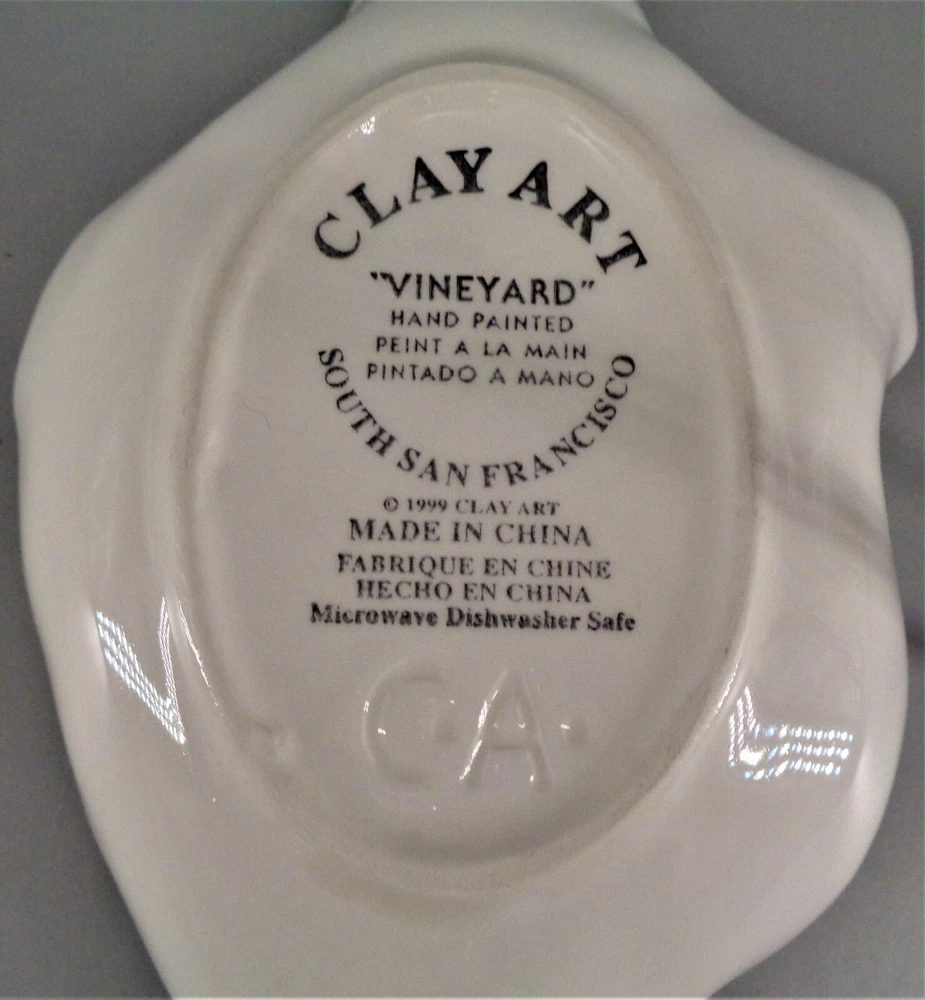 CLAY ART
"VINEYARD"
HAND PAINTED
PEINT A LA MAIN
PINTADO A MANO
SOUTH SAN FRANCISCO
© 1999 CLAY ART
MADE IN CHINA
FABRIQUE EN CHINE
HECHO EN CHINA
Microwave Dishwasher Safe
C·A·